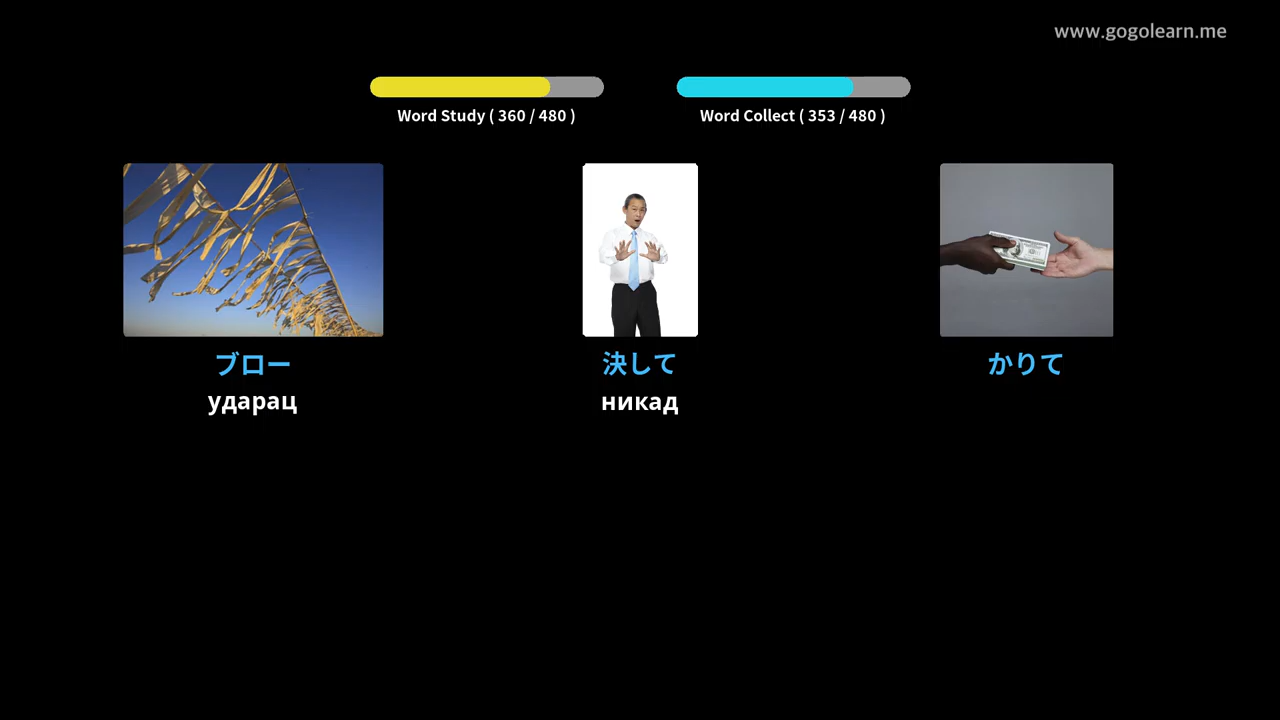 www.gogolearn.me
Word Study ( 360 / 480 )
Word Collect ( 353 / 480 )
ブロー
決して
かりて
ударац
никад